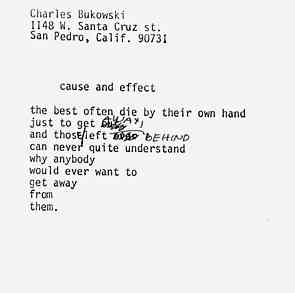 Charles Bukowski
1148 W. Santa Cruz st.
San Pedro, Calif. 90731
cause and effect
the best often die by their own hand
just to get AWAY,
and those left BEHIND
can never quite understand
why anybody
would ever want to
get away
from
them.